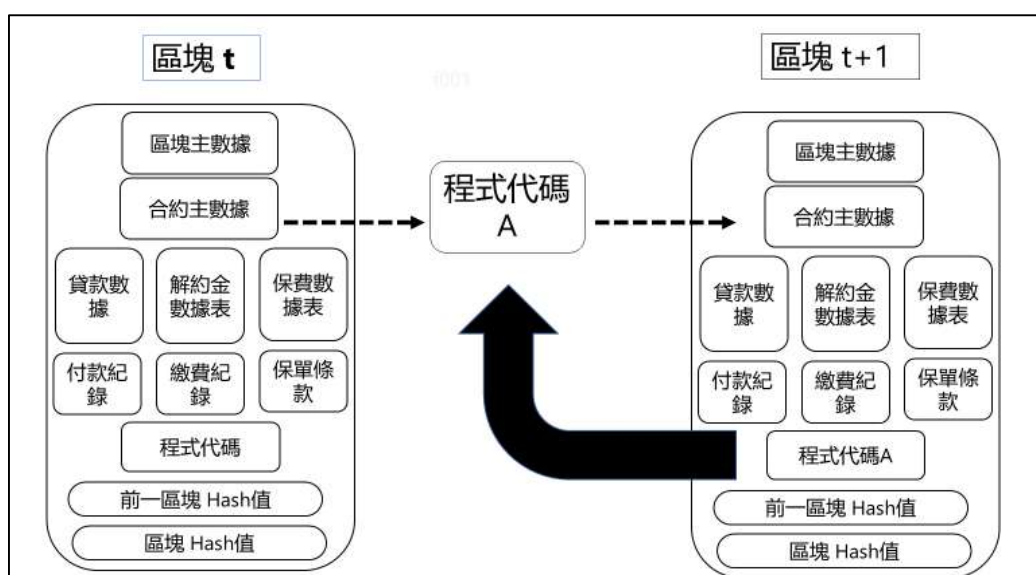 區塊 t
區塊主數據
合約主數據
貸款數
據
解約金
數據表
保費數
據表
付款紀
錄
繳費紀
錄
保單條
款
程式代碼
前一區塊 Hash值
區塊 Hash值
程式代碼
A
區塊 t+1
區塊主數據
合約主數據
貸款數
據
解約金
數據表
保費數
據表
付款紀
錄
繳費紀
錄
保單條
款
程式代碼A
前一區塊 Hash值
區塊 Hash值